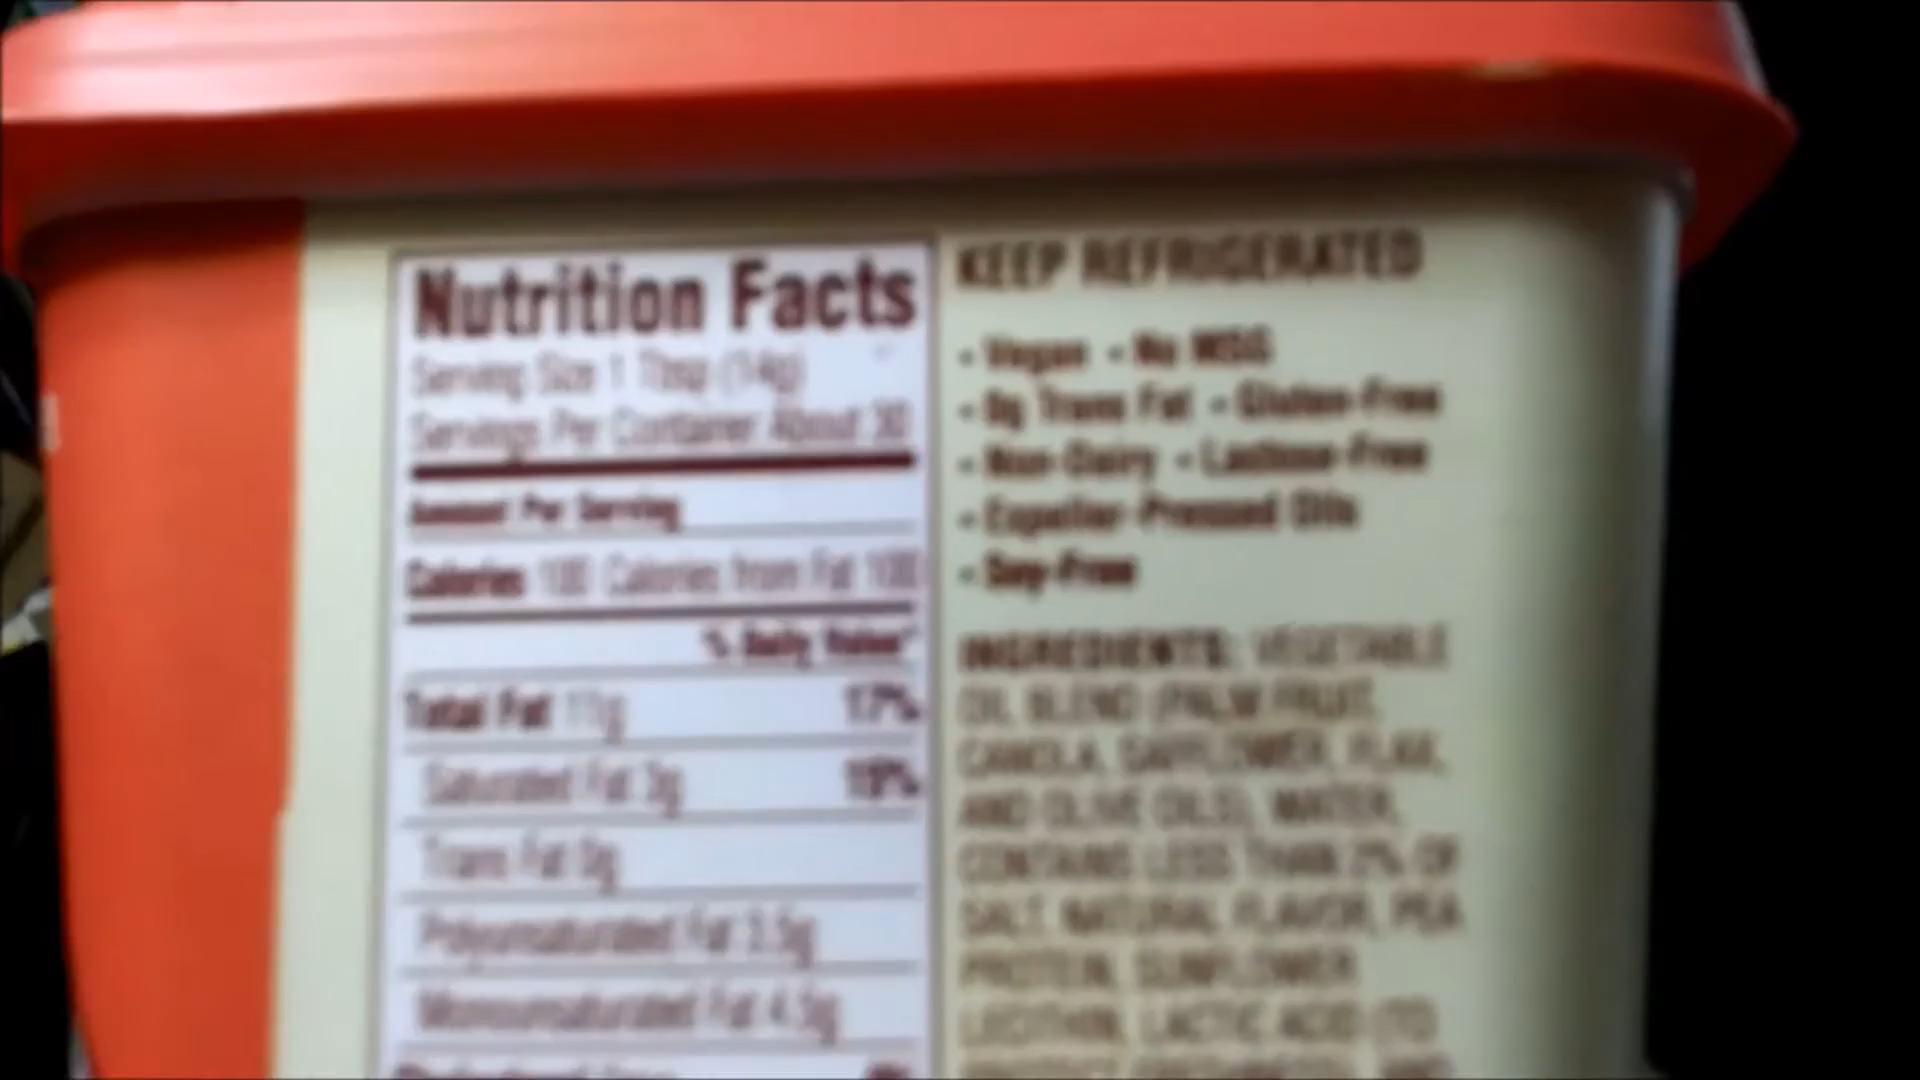 Nutrition Facts
Serving Size 1 Tbsp (14g)
Servings Per Container About 30
Amount Per Serving
Calories 100 Calories from Fat 100
% Daily Value*
Total Fat 11g 17%
Saturated Fat 3g
Trans Fat 0g
Polyunsaturated Fat 3.5g
Monounsaturated Fat 4.5g
KEEP REFRIGERATED
• Vegan • No MSG
• 0g Trans Fat • Gluten-Free
• Non-Dairy • Lactose-Free
• Expeller-Pressed Oils
• Soy-Free
INGREDIENTS: VEGETABLE
OIL BLEND (PALM FRUIT,
CANOLA, SAFFLOWER, FLAX,
AND OLIVE OILS), WATER,
CONTAINS LESS THAN 2% OF
SALT, NATURAL FLAVOR, PEA
PROTEIN, SUNFLOWER
LECITHIN, LACTIC ACID (TO